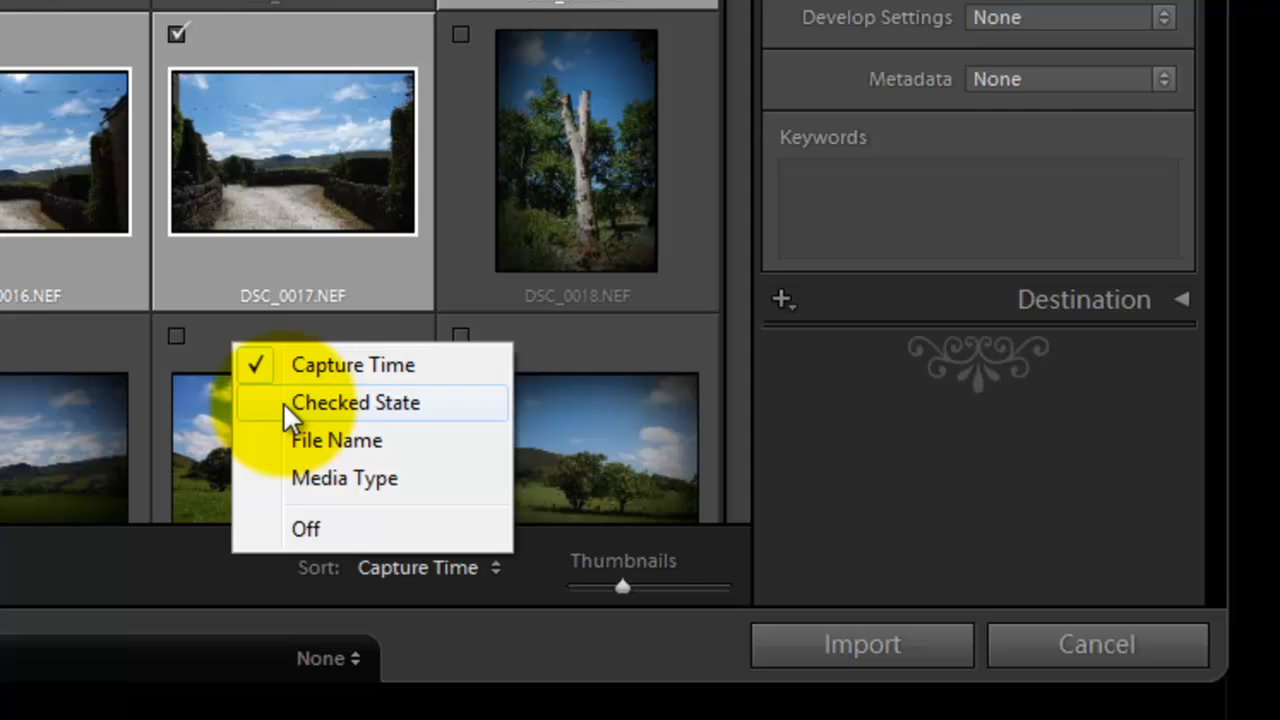 Develop Settings None
Metadata None
Keywords
0016.NEF DSC_0017.NEF DSC_0018.NEF
Destination
Capture Time
Checked State
File Name
Media Type
Off
Sort: Capture Time Thumbnails
None Import Cancel